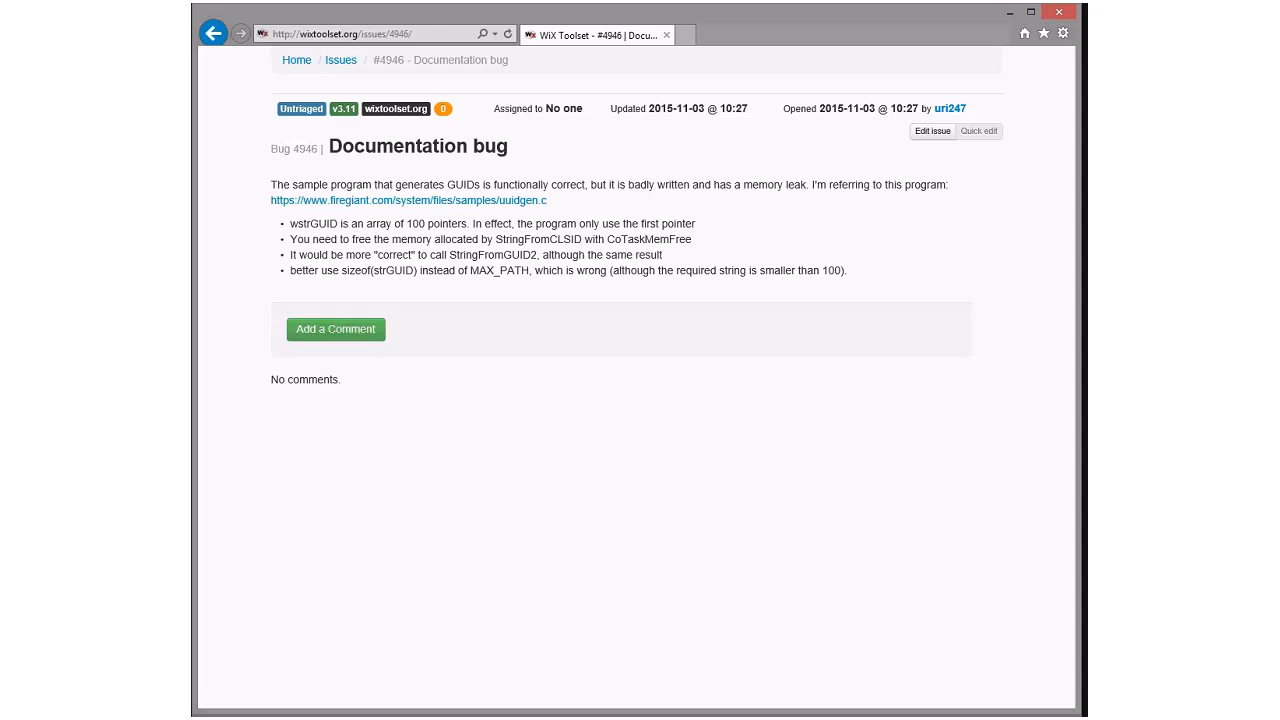 http://wixtoolset.org/issues/4946/
WiX Toolset - #4946 | Docu...
Home / Issues / #4946 - Documentation bug
Untriaged v3.11 wixtoolset.org 0 Assigned to No one Updated 2015-11-03 @ 10:27 Opened 2015-11-03 @ 10:27 by uri247
Edit issue Quick edit
Bug 4946 | Documentation bug
The sample program that generates GUIDs is functionally correct, but it is badly written and has a memory leak. I'm referring to this program:
https://www.firegiant.com/system/files/samples/uuidgen.c
• wstrGUID is an array of 100 pointers. In effect, the program only use the first pointer
• You need to free the memory allocated by StringFromCLSID with CoTaskMemFree
• It would be more "correct" to call StringFromGUID2, although the same result
• better use sizeof(strGUID) instead of MAX_PATH, which is wrong (although the required string is smaller than 100).
Add a Comment
No comments.